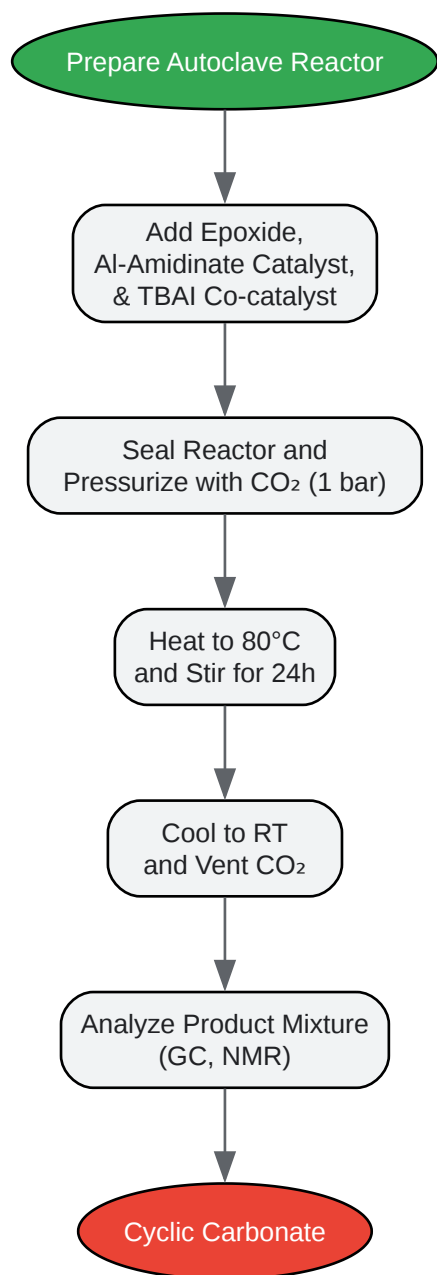 Prepare Autoclave Reactor
Add Epoxide,
Al-Amidinate Catalyst,
& TBAI Co-catalyst
Seal Reactor and
Pressurize with CO₂ (1 bar)
Heat to 80°C
and Stir for 24h
Cool to RT
and Vent CO₂
Analyze Product Mixture
(GC, NMR)
Cyclic Carbonate